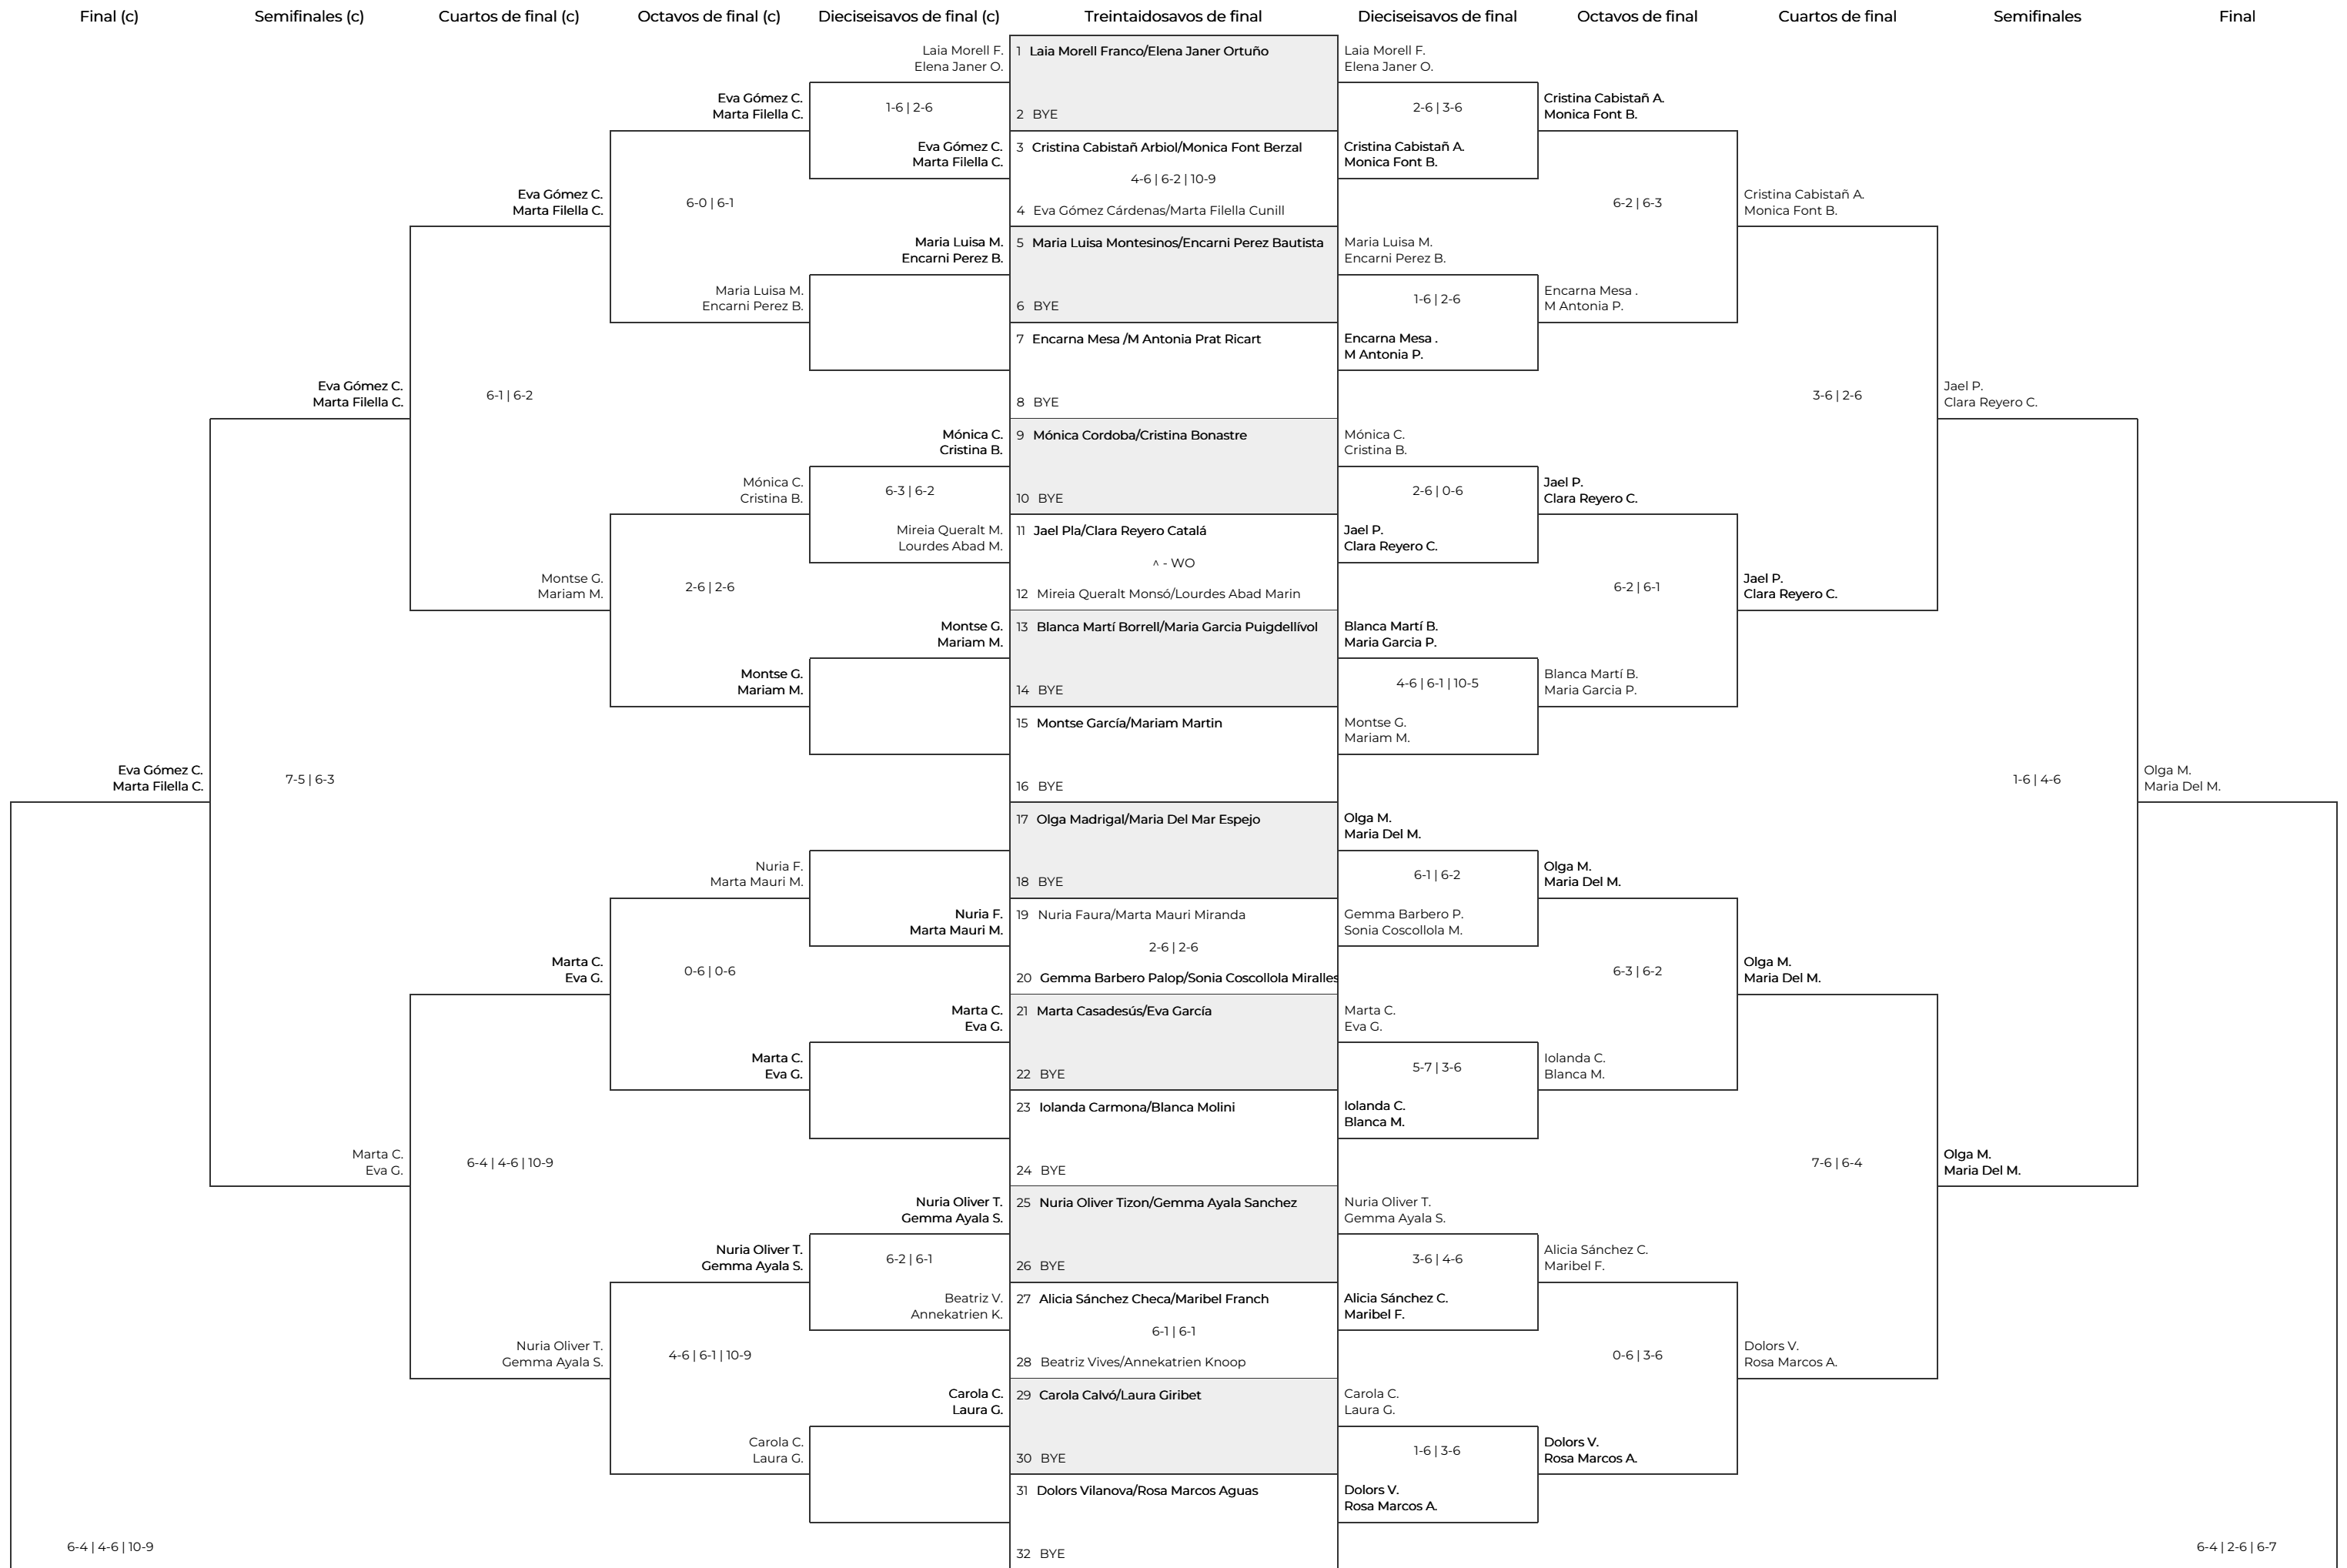 Final (c)
Semifinales (c)
Cuartos de final (c)
Octavos de final (c)
Dieciseisavos de final (c)
Treintaidosavos de final
Dieciseisavos de final
Octavos de final
Cuartos de final
Semifinales
Final
Eva Gómez C.
Marta Filella C.
6-4 | 4-6 | 10-9
Eva Gómez C.
Marta Filella C.
7-5 | 6-3
Marta C.
Eva G.
Eva Gómez C.
Marta Filella C.
6-1 | 6-2
Montse G.
Mariam M.
Marta C.
Eva G.
6-4 | 4-6 | 10-9
Nuria Oliver T.
Gemma Ayala S.
Eva Gómez C.
Marta Filella C.
6-0 | 6-1
Maria Luisa M.
Encarni Perez B.
Mónica C.
Cristina B.
2-6 | 2-6
Montse G.
Mariam M.
Nuria F.
Marta Mauri M.
0-6 | 0-6
Marta C.
Eva G.
Nuria Oliver T.
Gemma Ayala S.
4-6 | 6-1 | 10-9
Carola C.
Laura G.
Laia Morell F.
Elena Janer O.
1-6 | 2-6
Eva Gómez C.
Marta Filella C.
Maria Luisa M.
Encarni Perez B.
Mónica C.
Cristina B.
6-3 | 6-2
Mireia Queralt M.
Lourdes Abad M.
Montse G.
Mariam M.
Nuria F.
Marta Mauri M.
Marta C.
Eva G.
Nuria Oliver T.
Gemma Ayala S.
6-2 | 6-1
Beatriz V.
Annekatrien K.
Carola C.
Laura G.
1 Laia Morell Franco/Elena Janer Ortuño
2 BYE
3 Cristina Cabistañ Arbiol/Monica Font Berzal
4-6 | 6-2 | 10-9
4 Eva Gómez Cárdenas/Marta Filella Cunill
5 Maria Luisa Montesinos/Encarni Perez Bautista
6 BYE
7 Encarna Mesa /M Antonia Prat Ricart
8 BYE
9 Mónica Cordoba/Cristina Bonastre
10 BYE
11 Jael Pla/Clara Reyero Catalá
^ - WO
12 Mireia Queralt Monsó/Lourdes Abad Marin
13 Blanca Martí Borrell/Maria Garcia Puigdellívol
14 BYE
15 Montse García/Mariam Martin
16 BYE
17 Olga Madrigal/Maria Del Mar Espejo
18 BYE
19 Nuria Faura/Marta Mauri Miranda
2-6 | 2-6
20 Gemma Barbero Palop/Sonia Coscollola Miralles
21 Marta Casadesús/Eva García
22 BYE
23 Iolanda Carmona/Blanca Molini
24 BYE
25 Nuria Oliver Tizon/Gemma Ayala Sanchez
26 BYE
27 Alicia Sánchez Checa/Maribel Franch
6-1 | 6-1
28 Beatriz Vives/Annekatrien Knoop
29 Carola Calvó/Laura Giribet
30 BYE
31 Dolors Vilanova/Rosa Marcos Aguas
32 BYE
Laia Morell F.
Elena Janer O.
2-6 | 3-6
Cristina Cabistañ A.
Monica Font B.
Maria Luisa M.
Encarni Perez B.
1-6 | 2-6
Encarna Mesa .
M Antonia P.
Mónica C.
Cristina B.
2-6 | 0-6
Jael P.
Clara Reyero C.
Blanca Martí B.
Maria Garcia P.
4-6 | 6-1 | 10-5
Montse G.
Mariam M.
Olga M.
Maria Del M.
6-1 | 6-2
Gemma Barbero P.
Sonia Coscollola M.
Marta C.
Eva G.
5-7 | 3-6
Iolanda C.
Blanca M.
Nuria Oliver T.
Gemma Ayala S.
3-6 | 4-6
Alicia Sánchez C.
Maribel F.
Carola C.
Laura G.
1-6 | 3-6
Dolors V.
Rosa Marcos A.
Cristina Cabistañ A.
Monica Font B.
6-2 | 6-3
Encarna Mesa .
M Antonia P.
Jael P.
Clara Reyero C.
6-2 | 6-1
Blanca Martí B.
Maria Garcia P.
Olga M.
Maria Del M.
6-3 | 6-2
Iolanda C.
Blanca M.
Alicia Sánchez C.
Maribel F.
0-6 | 3-6
Dolors V.
Rosa Marcos A.
Cristina Cabistañ A.
Monica Font B.
3-6 | 2-6
Jael P.
Clara Reyero C.
Olga M.
Maria Del M.
7-6 | 6-4
Dolors V.
Rosa Marcos A.
Jael P.
Clara Reyero C.
1-6 | 4-6
Olga M.
Maria Del M.
Olga M.
Maria Del M.
6-4 | 2-6 | 6-7